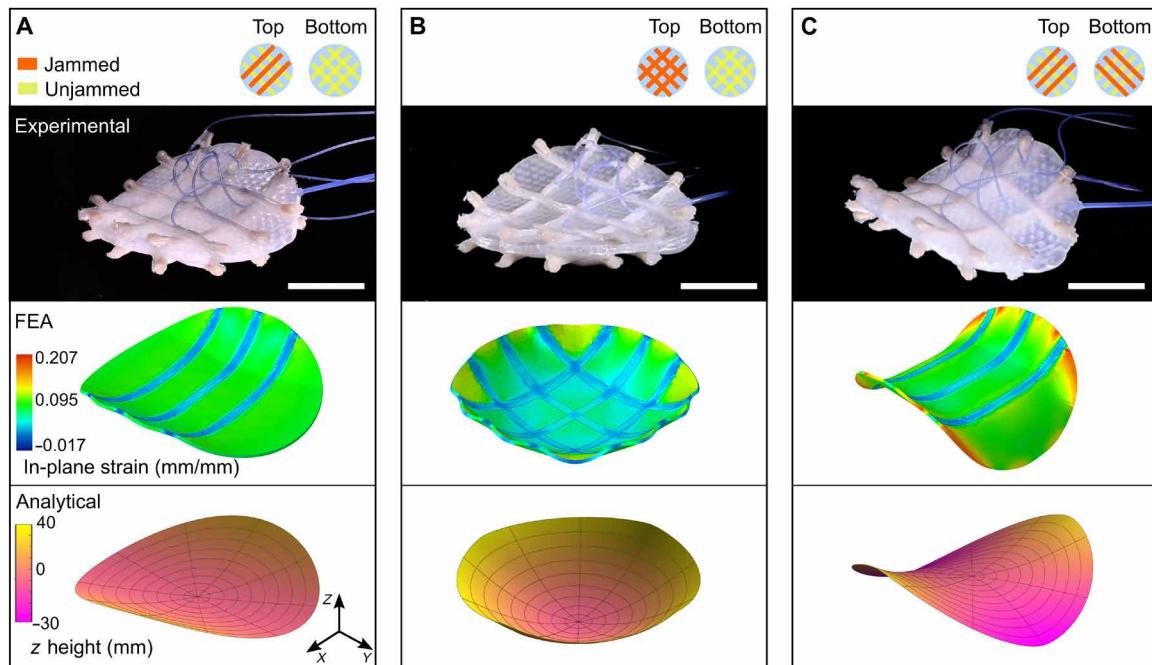 A
Top Bottom
Jammed
Unjammed
Experimental
FEA
0.207
0.095
−0.017
In-plane strain (mm/mm)
Analytical
40
0
−30
z height (mm)
Z
X Y
B
Top Bottom
C
Top Bottom